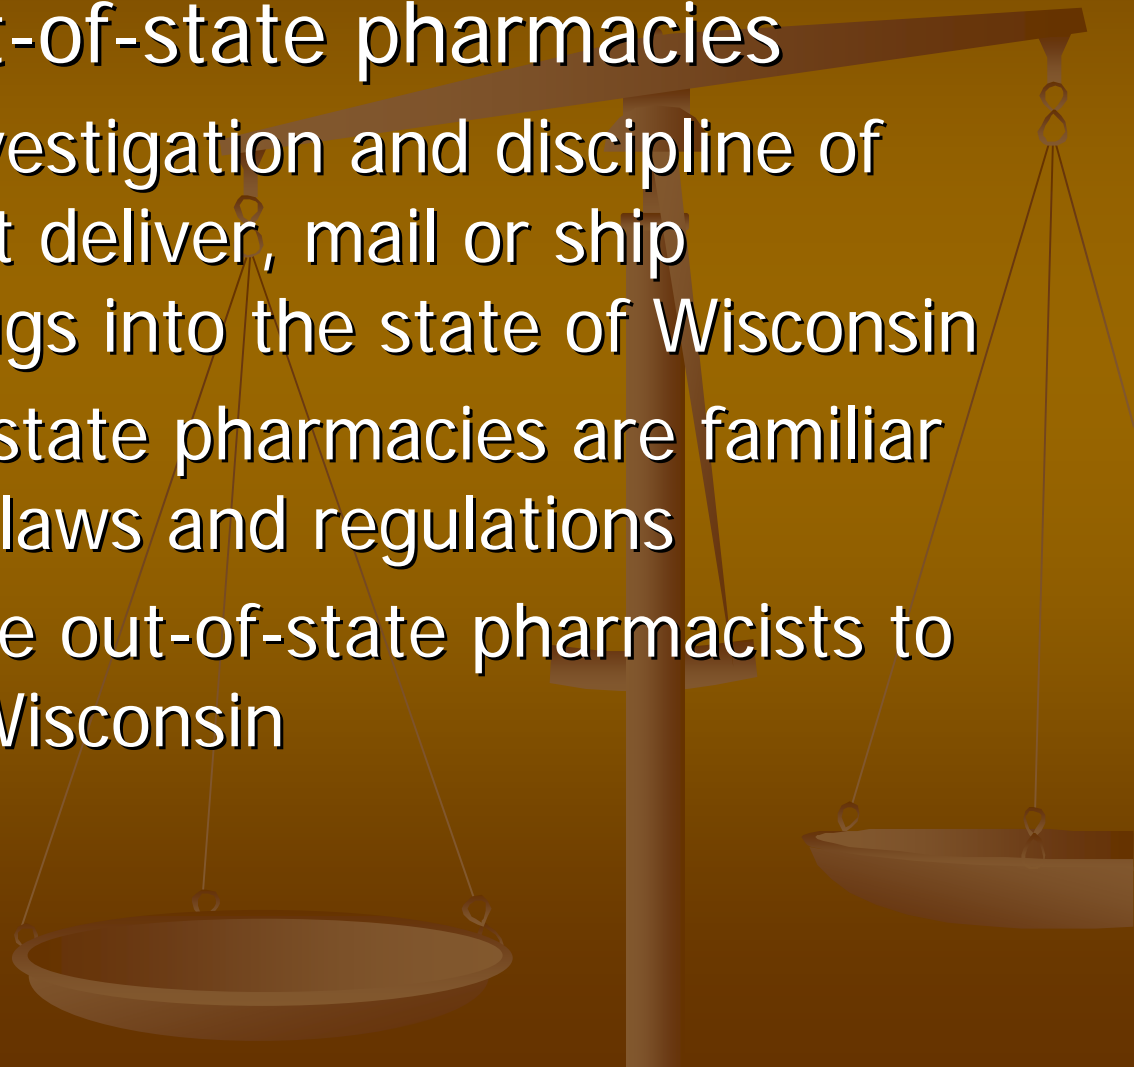 t-of-state pharmacies
vestigation and discipline of
t deliver, mail or ship
gs into the state of Wisconsin
state pharmacies are familiar
laws and regulations
e out-of-state pharmacists to
Wisconsin